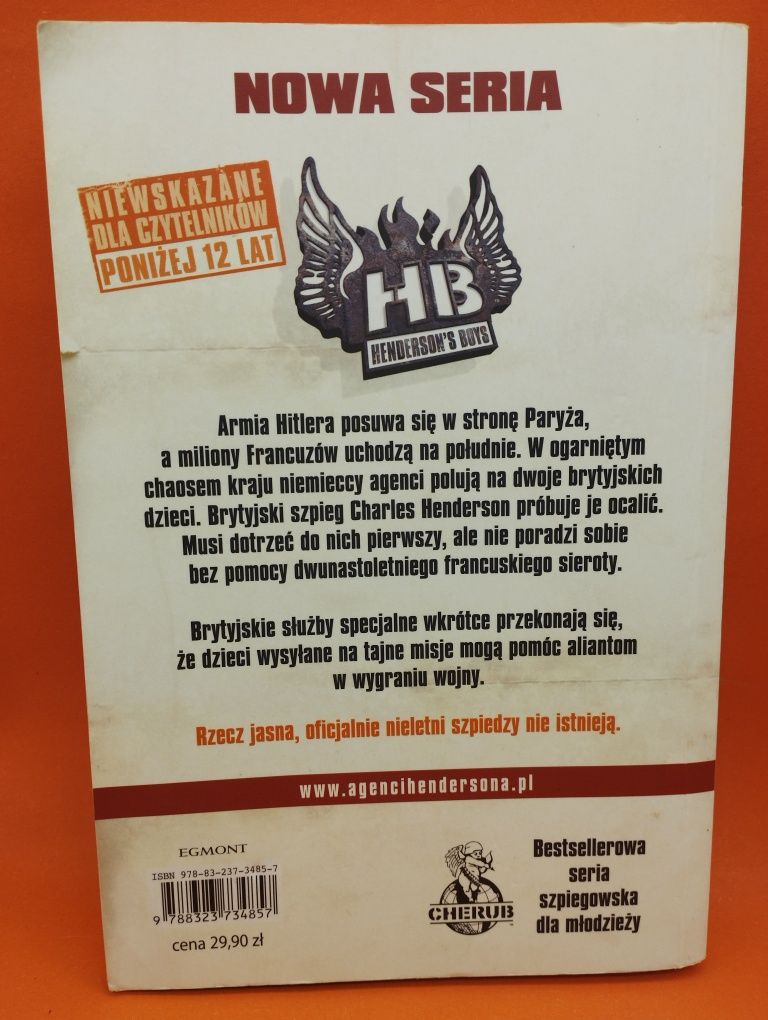 NOWA SERIA
NIEWSKAZANE
DLA CZYTELNIKÓW
PONIŻEJ 12 LAT
HB
HENDERSON'S BOYS
Armia Hitlera posuwa się w stronę Paryża,
a miliony Francuzów uchodzą na południe. W ogarniętym
chaosem kraju niemieccy agenci polują na dwoje brytyjskich
dzieci. Brytyjski szpieg Charles Henderson próbuje je ocalić.
Musi dotrzeć do nich pierwszy, ale nie poradzi sobie
bez pomocy dwunastoletniego francuskiego sieroty.
Brytyjskie służby specjalne wkrótce przekonają się,
że dzieci wysyłane na tajne misje mogą pomóc aliantom
w wygraniu wojny.
Rzecz jasna, oficjalnie nieletni szpiedzy nie istnieją.
www.agencihendersona.pl
EGMONT
ISBN 978-83-237-3485-7
9 788323 734857
cena 29,90 zł
CHERUB
Bestsellerowa
seria
szpiegowska
dla młodzieży